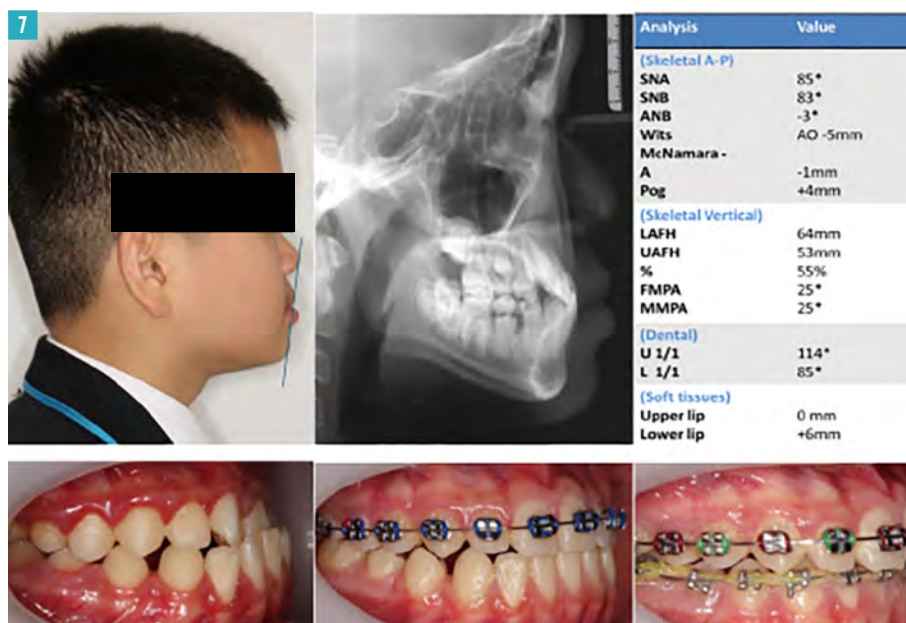 7
Analysis Value
(Skeletal A-P)
SNA 85*
SNB 83*
ANB -3*
Wits AO -5mm
McNamara -
A -1mm
Pog +4mm
(Skeletal Vertical)
LAFH 64mm
UAFH 53mm
% 55%
FMPA 25*
MMPA 25*
(Dental)
U 1/1 114*
L 1/1 85*
(Soft tissues)
Upper lip 0 mm
Lower lip +6mm